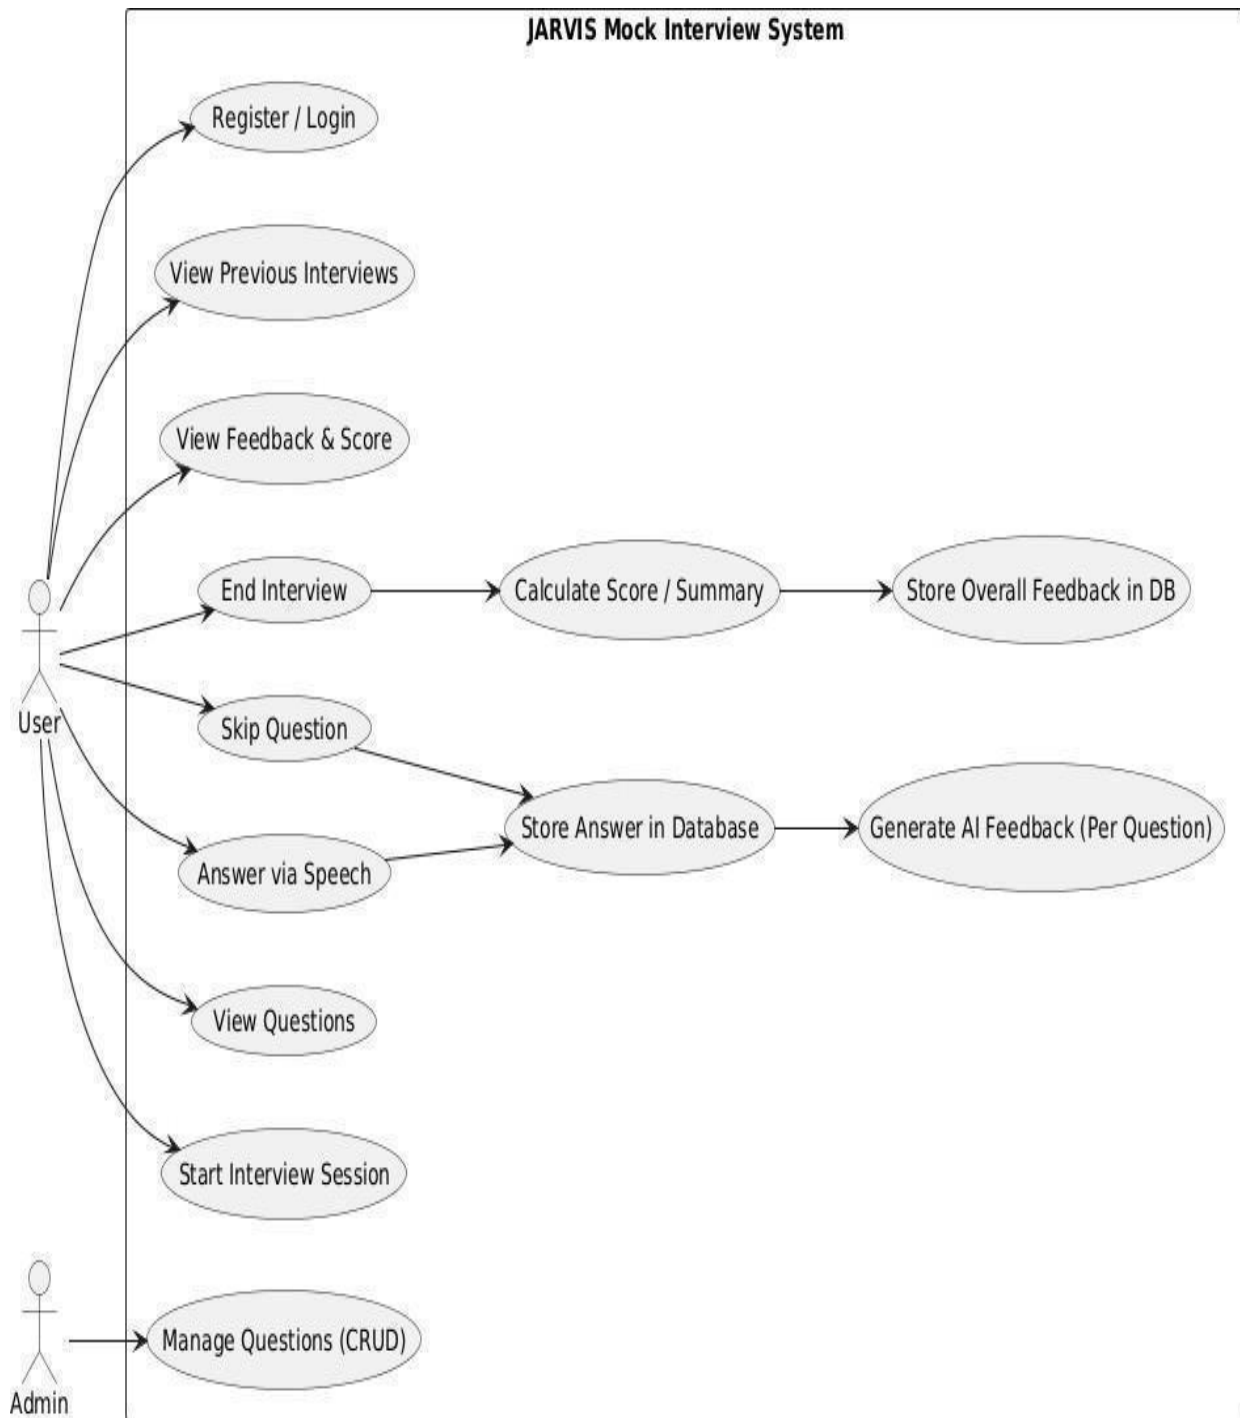 JARVIS Mock Interview System
Register / Login
View Previous Interviews
View Feedback & Score
End Interview
Calculate Score / Summary
Store Overall Feedback in DB
User
Skip Question
Store Answer in Database
Generate AI Feedback (Per Question)
Answer via Speech
View Questions
Start Interview Session
Manage Questions (CRUD)
Admin